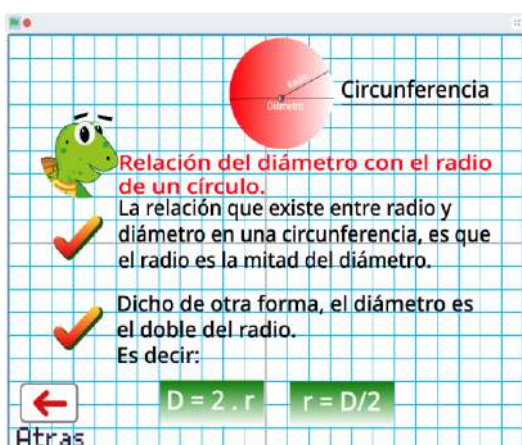 Radio
Diámetro
Circunferencia
Relación del diámetro con el radio
de un círculo.
La relación que existe entre radio y
diámetro en una circunferencia, es que
el radio es la mitad del diámetro.
Dicho de otra forma, el diámetro es
el doble del radio.
Es decir:
D = 2 . r
r = D/2
Atras